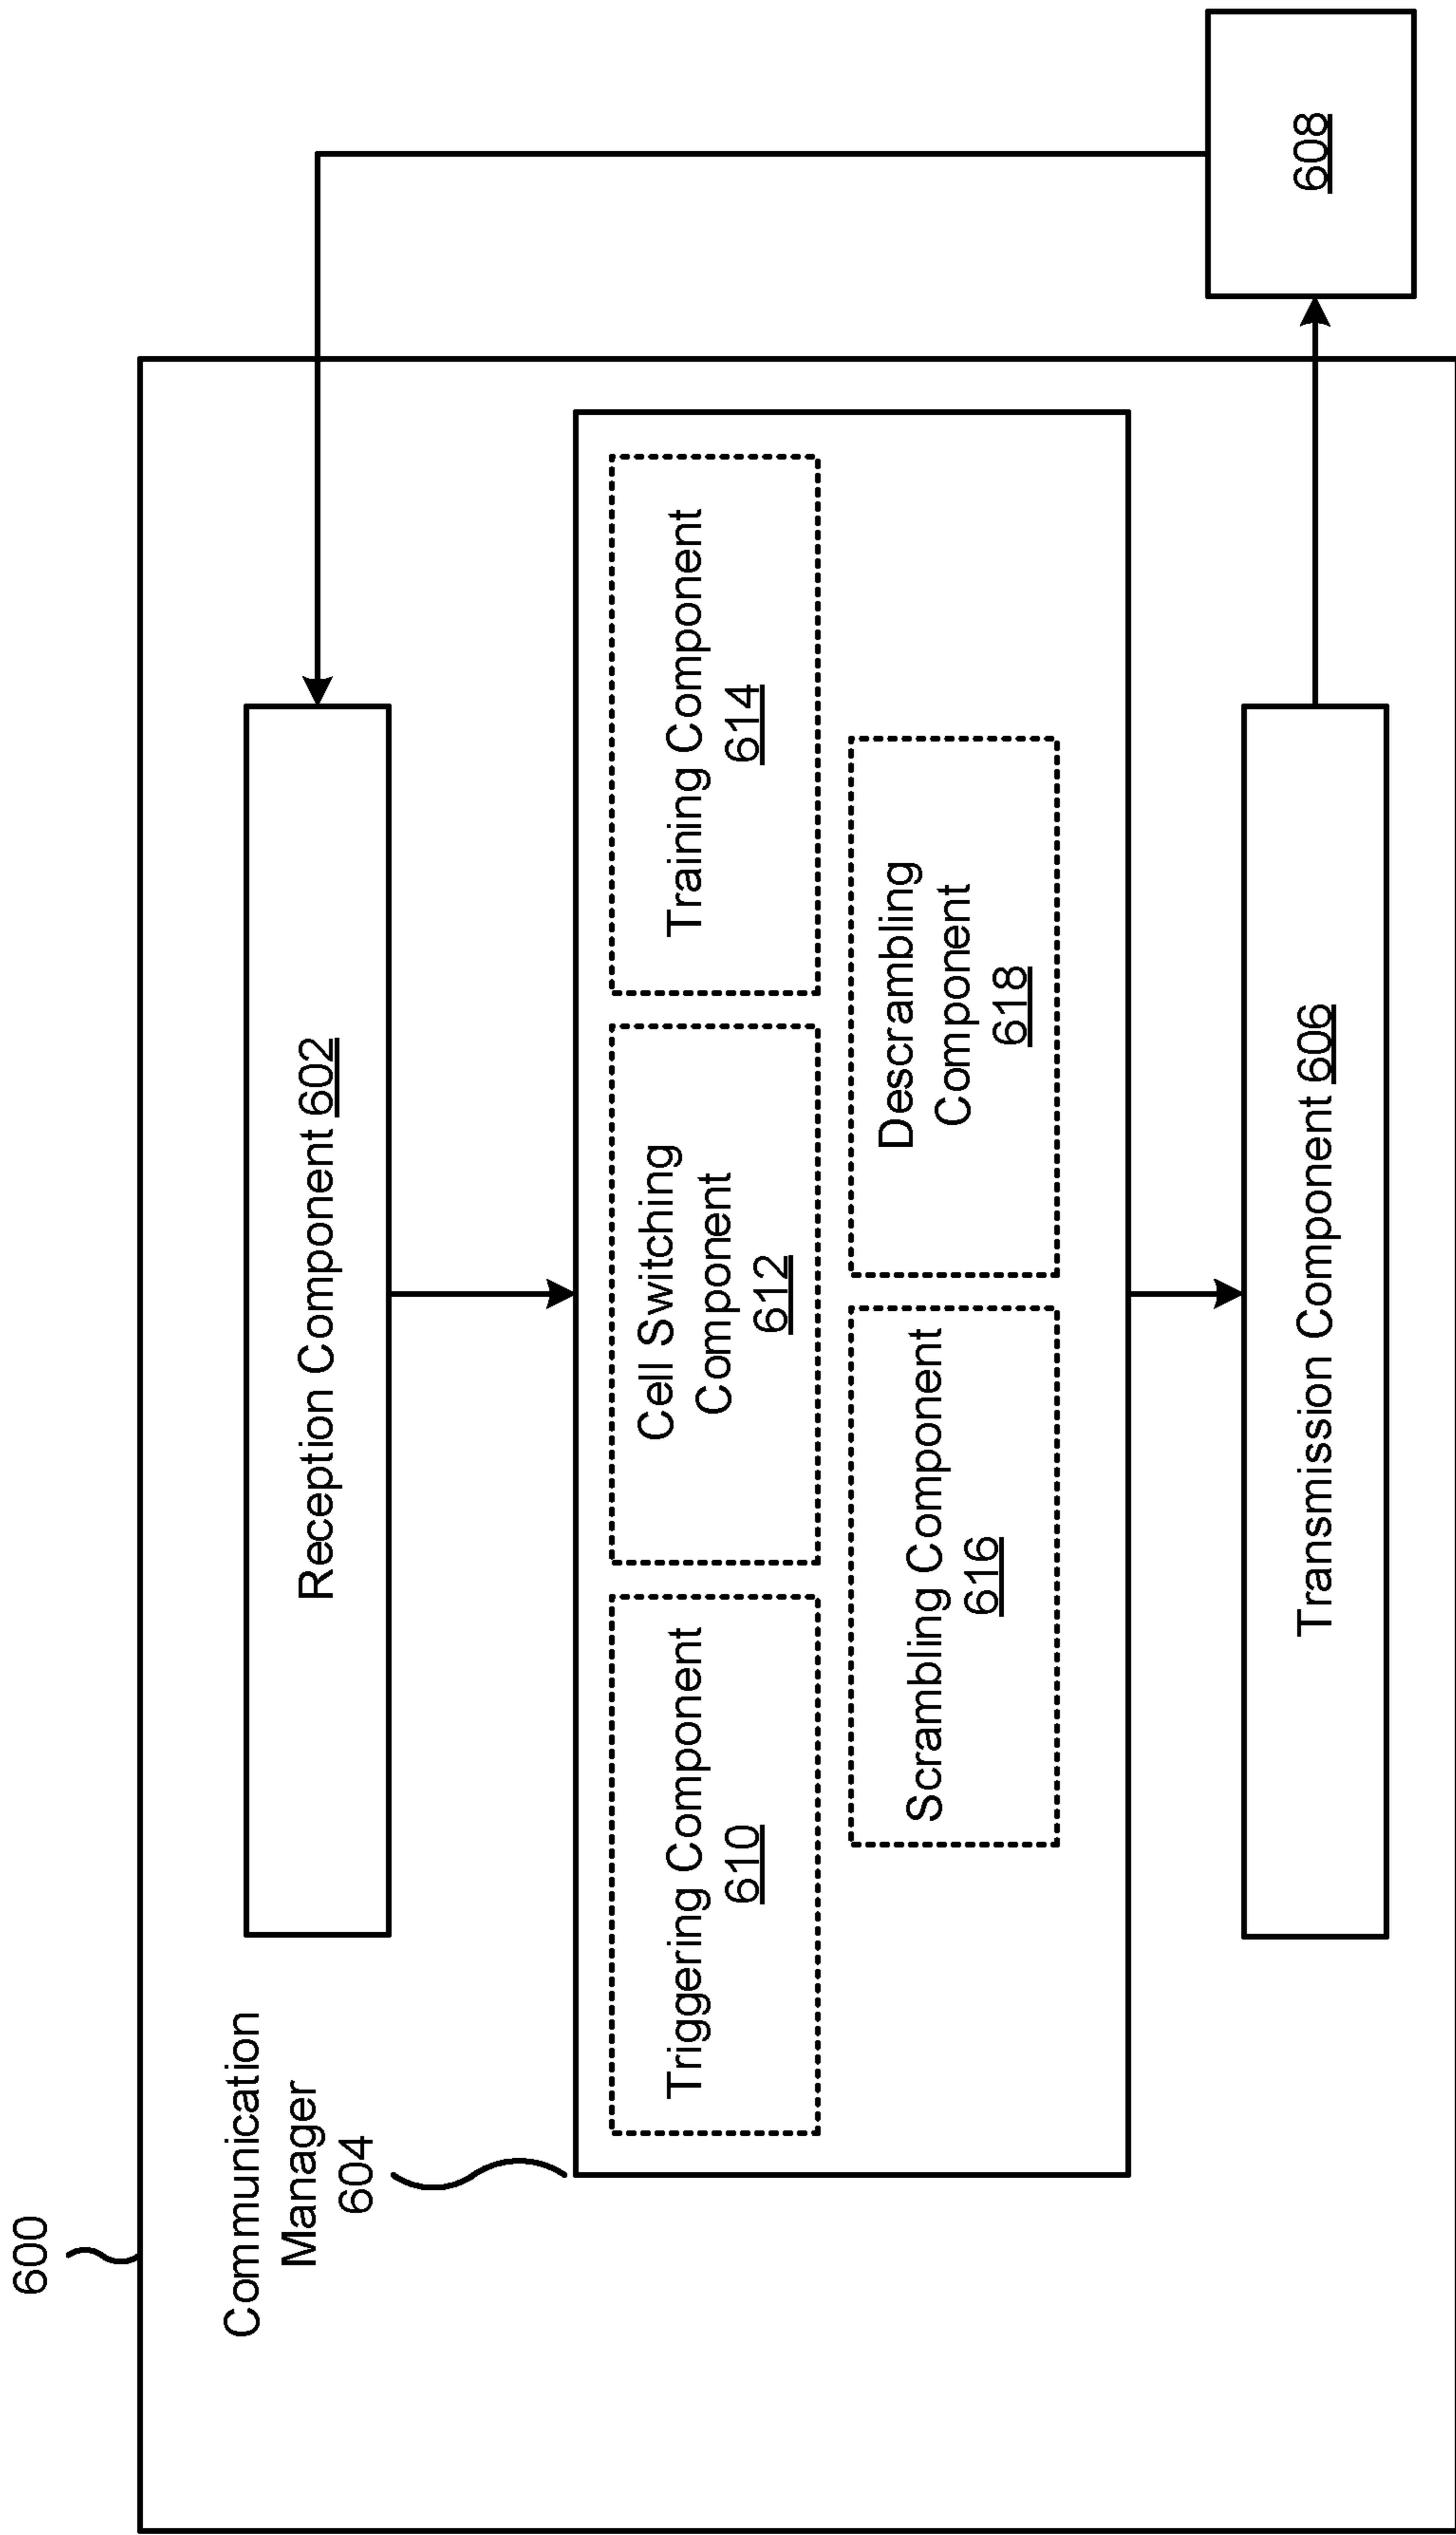 600
Communication
Manager
604
Reception Component 602
Triggering Component
610
Cell Switching
Component
612
Training Component
614
Scrambling Component
616
Descrambling
Component
618
Transmission Component 606
608